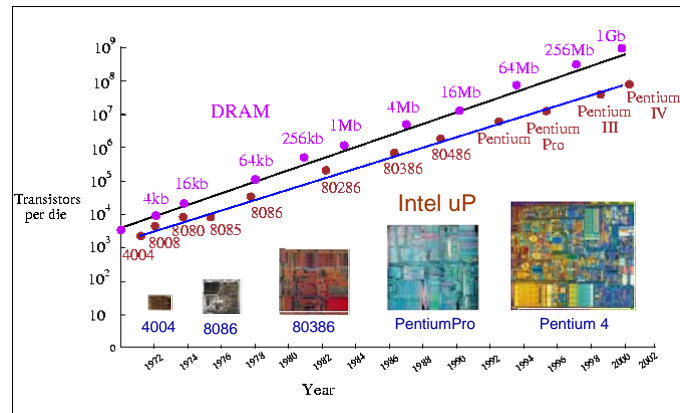 1Gb
256Mb
64Mb
16Mb
4Mb
1Mb
256kb
64kb
16kb
4kb
DRAM
10⁹
10⁸
10⁷
10⁶
10⁵
10⁴
10³
10²
10
0
Transistors
per die
4004
8008
8080
8085
8086
80286
80386
80486
Pentium
Pentium
Pro
Pentium
III
Pentium
IV
Intel uP
4004
8086
80386
PentiumPro
Pentium 4
1972
1974
1976
1978
1980
1982
1984
1986
1988
1990
1992
1994
1996
1998
2000
2002
Year